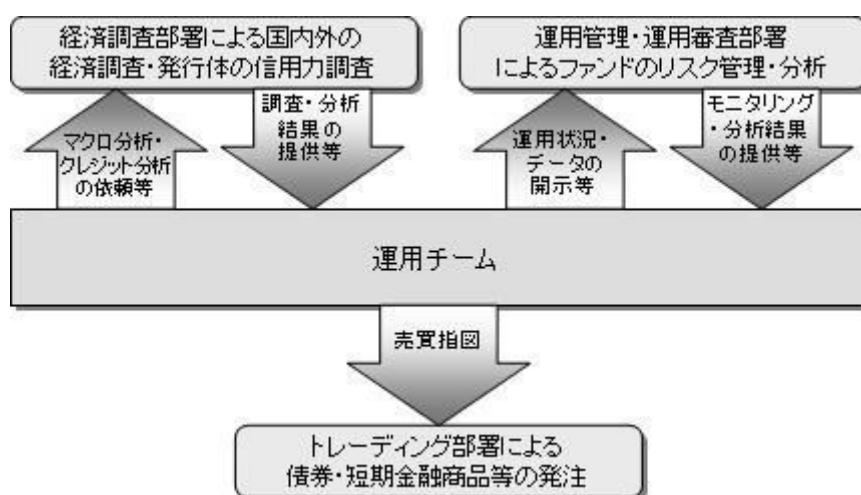 経済調査部署による国内外の
経済調査・発行体の信用力調査
運用管理・運用審査部署
によるファンドのリスク管理・分析
マクロ分析・
クレジット分析
の依頼等
調査・分析
結果の
提供等
運用状況・
データの
開示等
モニタリング
・分析結果
の提供等
運用チーム
売買指図
トレーディング部署による
債券・短期金融商品等の発注